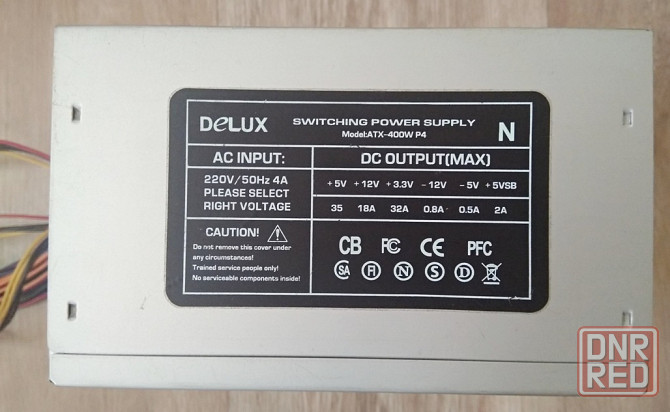 DeLUX
SWITCHING POWER SUPPLY
Model:ATX-400W P4
N
AC INPUT:
220V/50Hz 4A
PLEASE SELECT
RIGHT VOLTAGE
DC OUTPUT(MAX)
+5V +12V +3.3V -12V -5V +5VSB
35 18A 32A 0.8A 0.5A 2A
CAUTION!
Do not remove this cover under
any circumstances!
Trained service people only!
No serviceable components inside!
CB FC CE PFC
SA FI N S D
DNR
RED